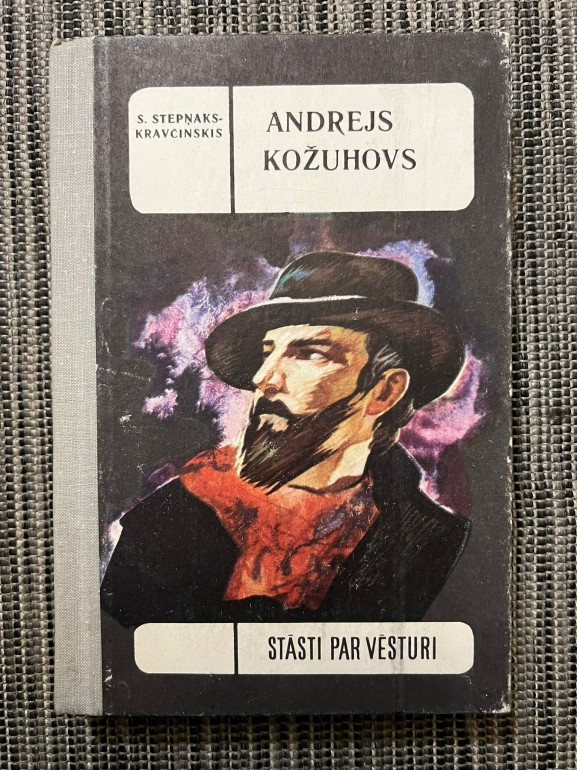 S. STEPŅAKS-
KRAVČINSKIS
ANDREJS
KOŽUHOVS
STĀSTI PAR VĒSTURI